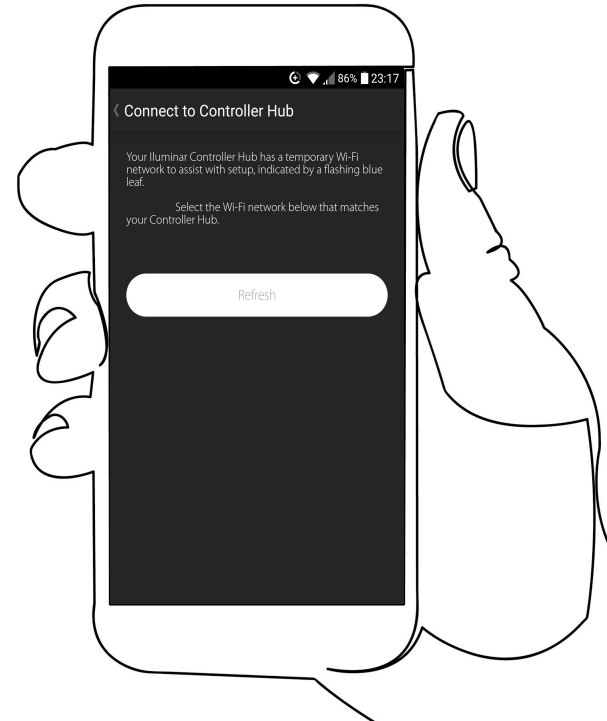 86% 23:17
Connect to Controller Hub
Your Iluminar Controller Hub has a temporary Wi-Fi
network to assist with setup, indicated by a flashing blue
leaf.
Select the Wi-Fi network below that matches
your Controller Hub.
Refresh